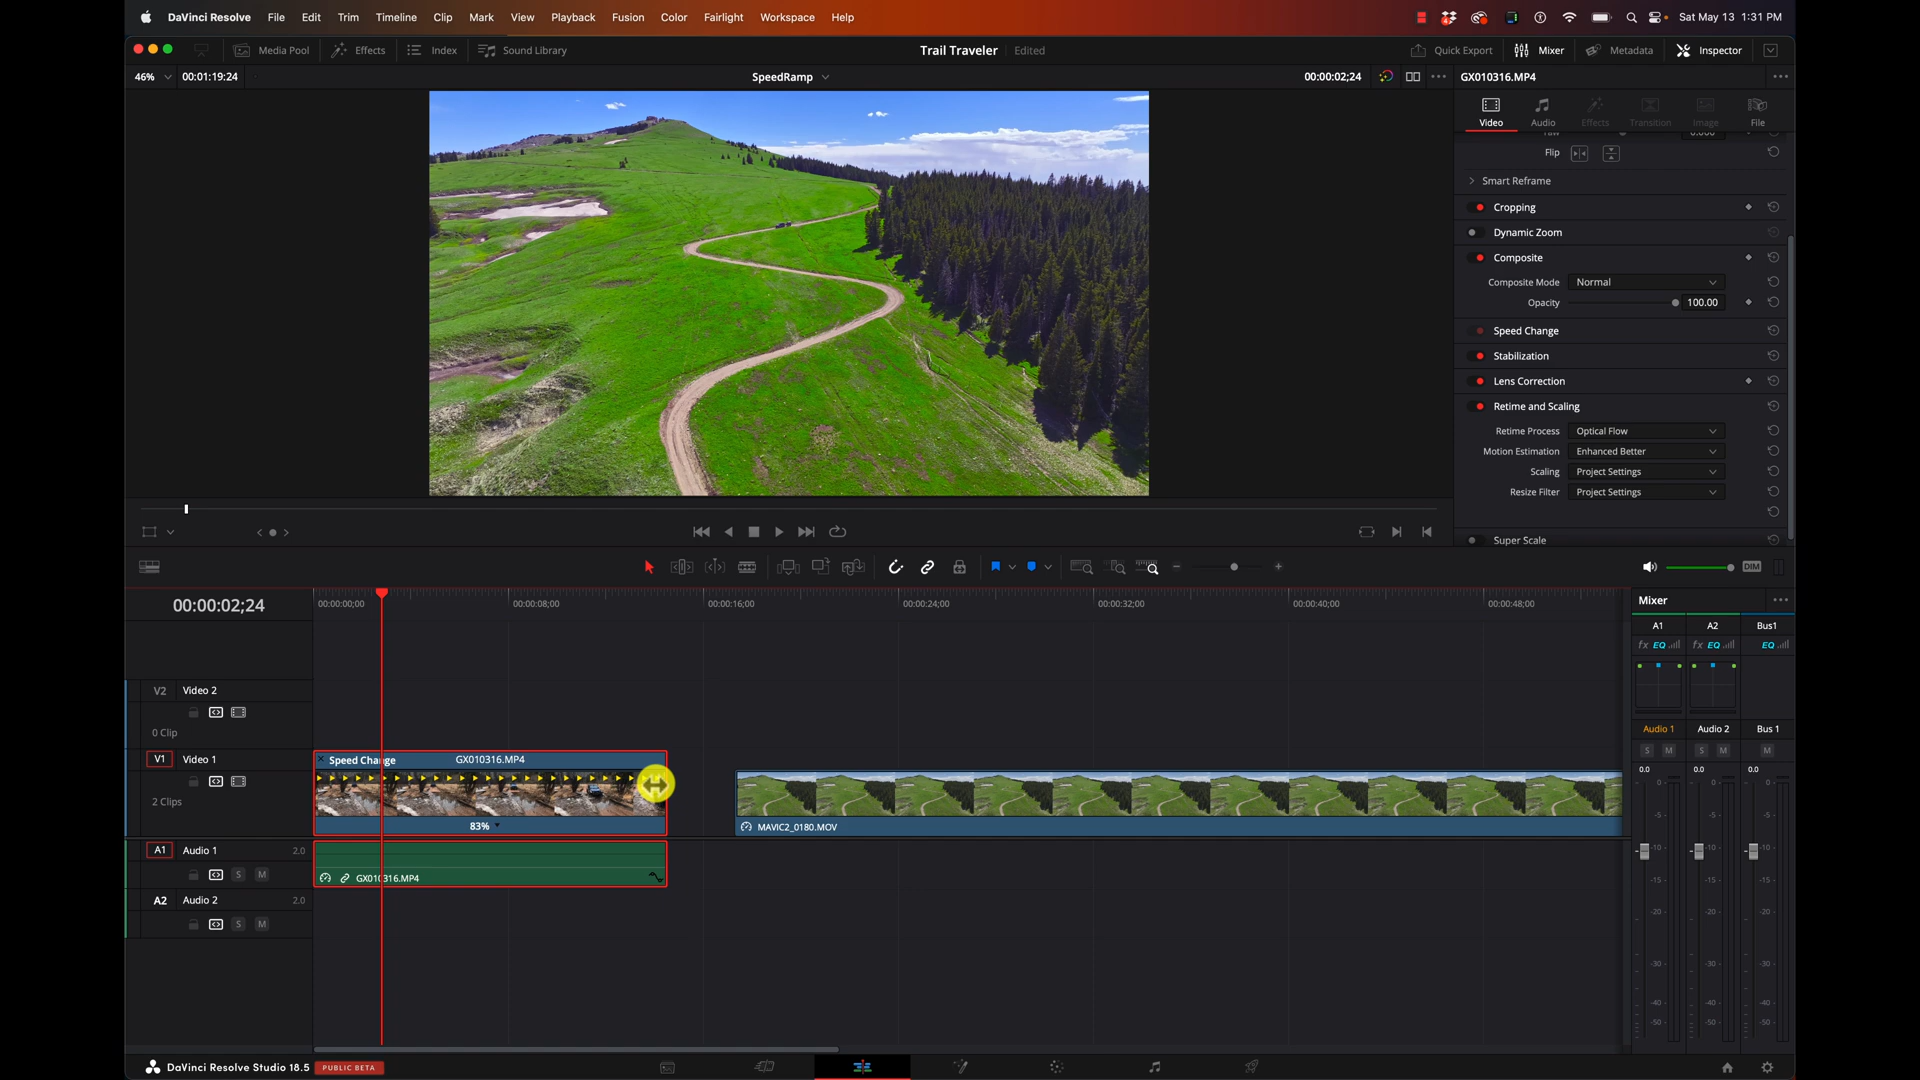 DaVinci Resolve File Edit Trim Timeline Clip Mark View Playback Fusion Color Fairlight Workspace Help Sat May 13 1:31 PM
Media Pool Effects Index Sound Library Trail Traveler Edited Quick Export Mixer Metadata Inspector
46% 00:01:19:24 SpeedRamp 00:00:02;24 GX010316.MP4
Video Audio Effects Transition Image File
Flip
Smart Reframe
Cropping
Dynamic Zoom
Composite
Composite Mode Normal
Opacity 100.00
Speed Change
Stabilization
Lens Correction
Retime and Scaling
Retime Process Optical Flow
Motion Estimation Enhanced Better
Scaling Project Settings
Resize Filter Project Settings
Super Scale
DIM
00:00:02;24 00:00:00;00 00:00:08;00 00:00:16;00 00:00:24;00 00:00:32;00 00:00:40;00 00:00:48;00
Mixer
A1 A2 Bus1
fx EQ fx EQ EQ
V2 Video 2
0 Clip
V1 Video 1
2 Clips
Speed Change GX010316.MP4
83%
MAVIC2_0180.MOV
Audio 1 Audio 2 Bus 1
S M S M M
0.0 0.0 0.0
0 0 0
-5 -5 -5
-10 -10 -10
-15 -15 -15
-20 -20 -20
-30 -30 -30
-40 -40 -40
-50 -50 -50
A1 Audio 1 2.0
S M
GX010316.MP4
A2 Audio 2 2.0
S M
DaVinci Resolve Studio 18.5 PUBLIC BETA